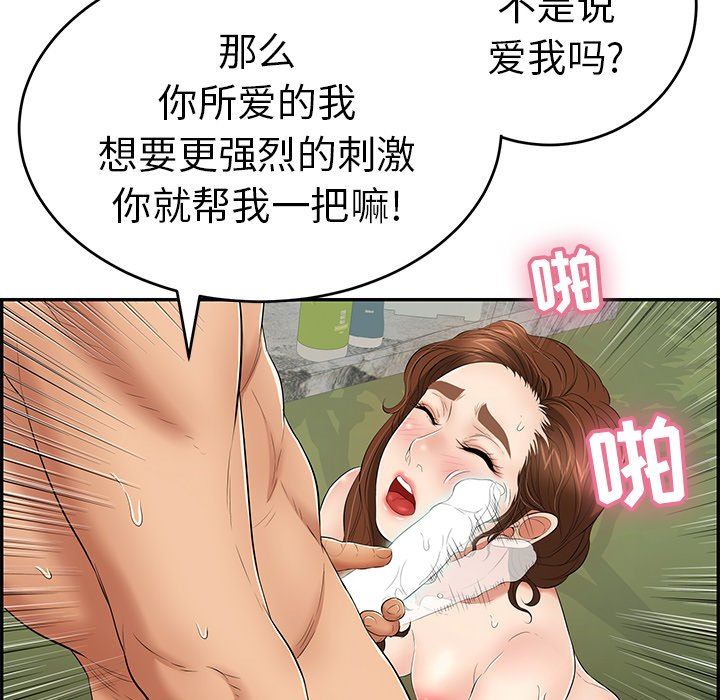 不是说
爱我吗?
那么
你所爱的我
想要更强烈的刺激
你就帮我一把嘛!
啪
啪